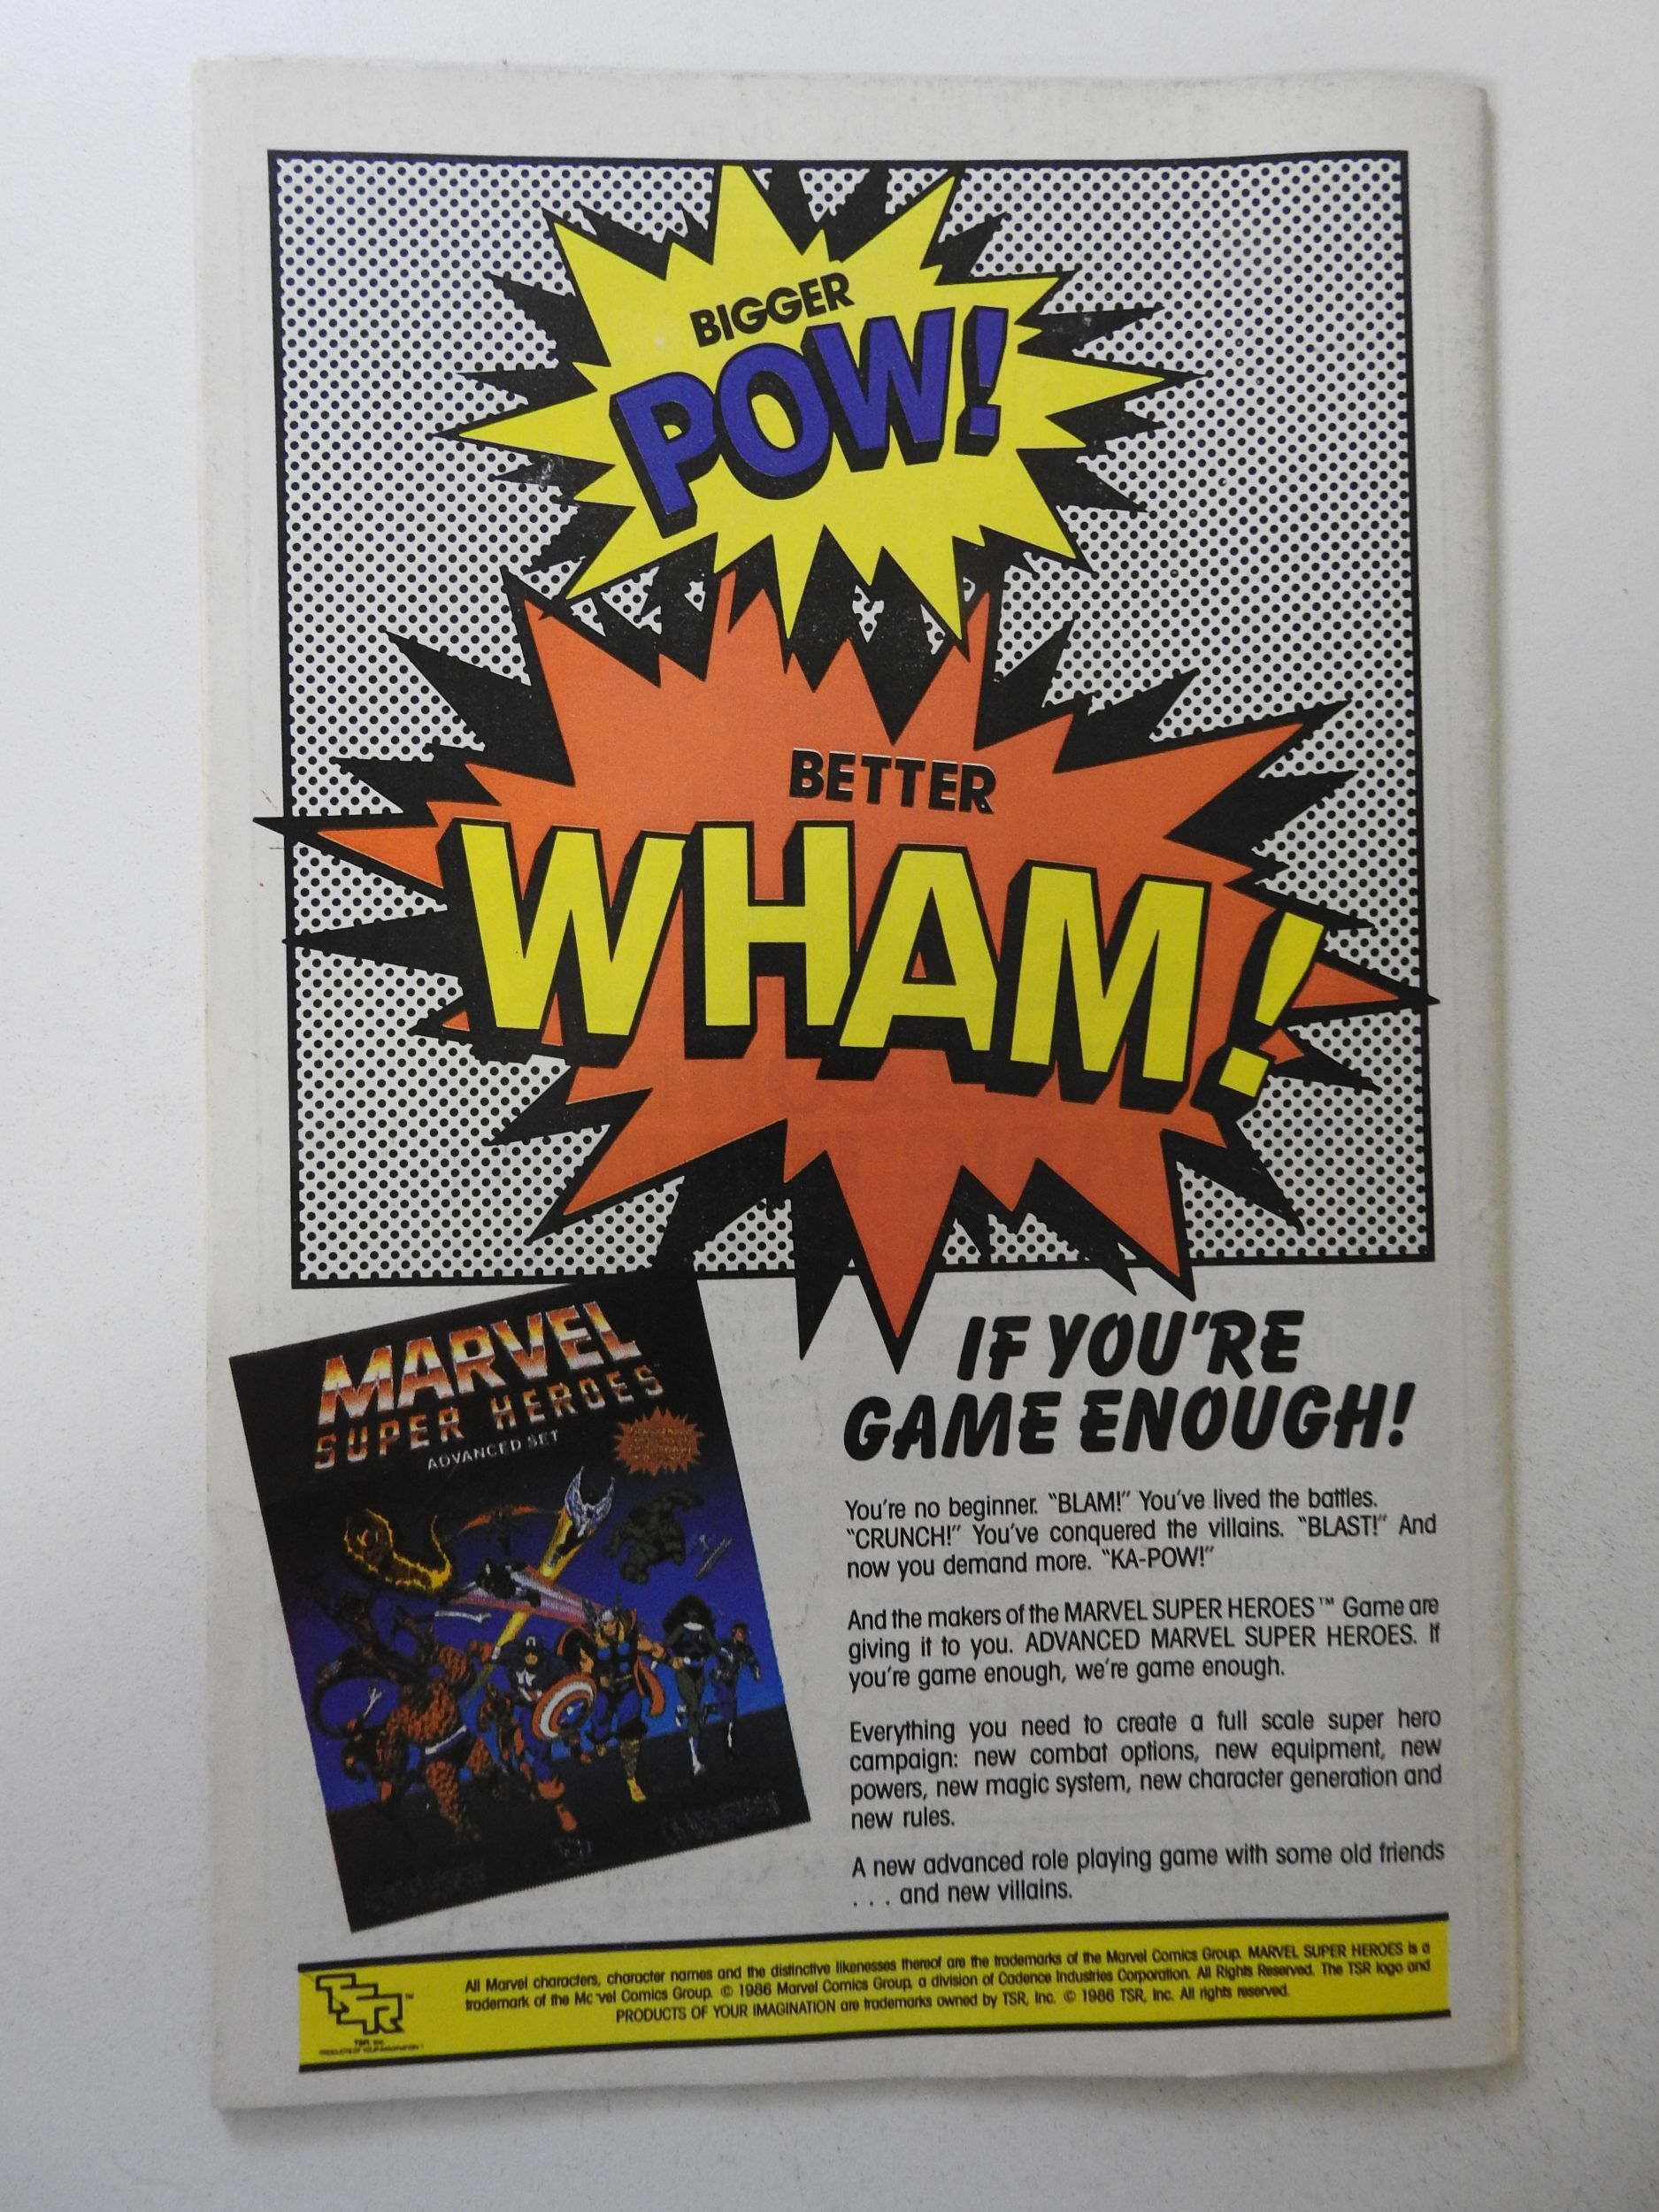 BIGGER
POW!
BETTER
WHAM!
MARVEL
SUPER HEROES
ADVANCED SET
IF YOU'RE
GAME ENOUGH!
You're no beginner. "BLAM!" You've lived the battles.
"CRUNCH!" You've conquered the villains. "BLAST!" And
now you demand more. "KA-POW!"
And the makers of the MARVEL SUPER HEROES™ Game are
giving it to you. ADVANCED MARVEL SUPER HEROES. If
you're game enough, we're game enough.
Everything you need to create a full scale super hero
campaign: new combat options, new equipment, new
powers, new magic system, new character generation and
new rules.
A new advanced role playing game with some old friends
. . . and new villains.
TSR™
TSR, Inc.
PRODUCTS OF YOUR IMAGINATION™
All Marvel characters, character names and the distinctive likenesses thereof are the trademarks of the Marvel Comics Group. MARVEL SUPER HEROES is a
trademark of the Marvel Comics Group. © 1986 Marvel Comics Group, a division of Cadence Industries Corporation. All Rights Reserved. The TSR logo and
PRODUCTS OF YOUR IMAGINATION are trademarks owned by TSR, Inc. © 1986 TSR, Inc. All rights reserved.